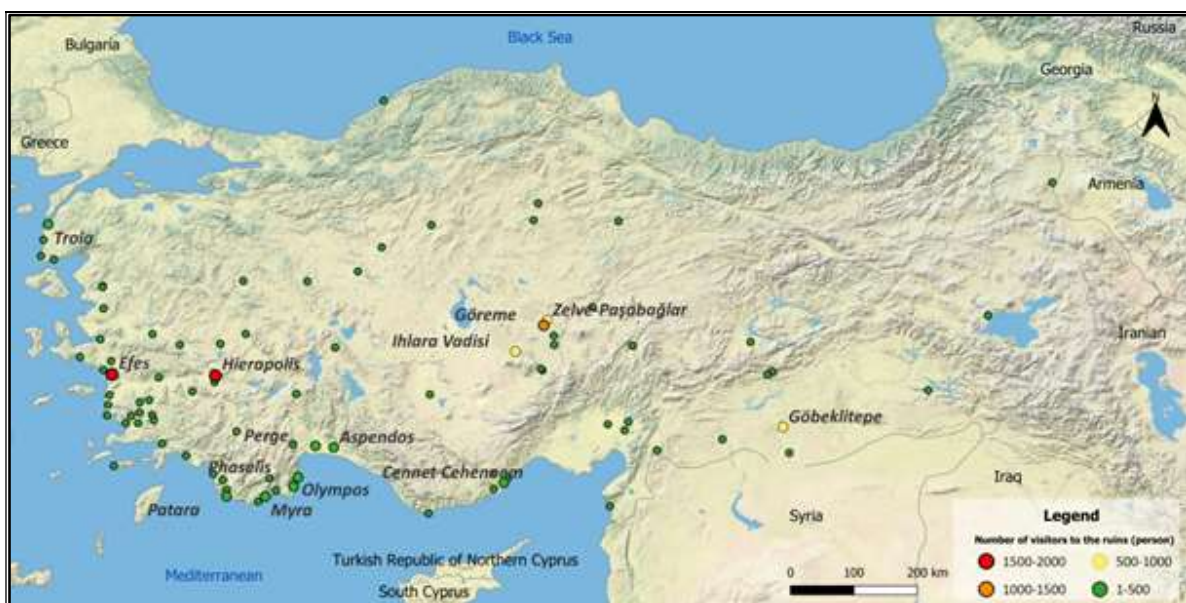 Black Sea
Russia
Bulgaria
Georgia
N
Greece
Armenia
Troia
Göreme
Zelve-Paşabağlar
Ihlara Vadisi
Iranian
Efes
Hierapolis
Göbeklitepe
Perge
Aspendos
Phaselis
Cennet Cehennem
Olympos
Patara
Myra
Iraq
Syria
Turkish Republic of Northern Cyprus
Mediterranean
South Cyprus
0 100 200 km
Legend
Number of visitors to the ruins (person)
1500-2000 500-1000
1000-1500 1-500